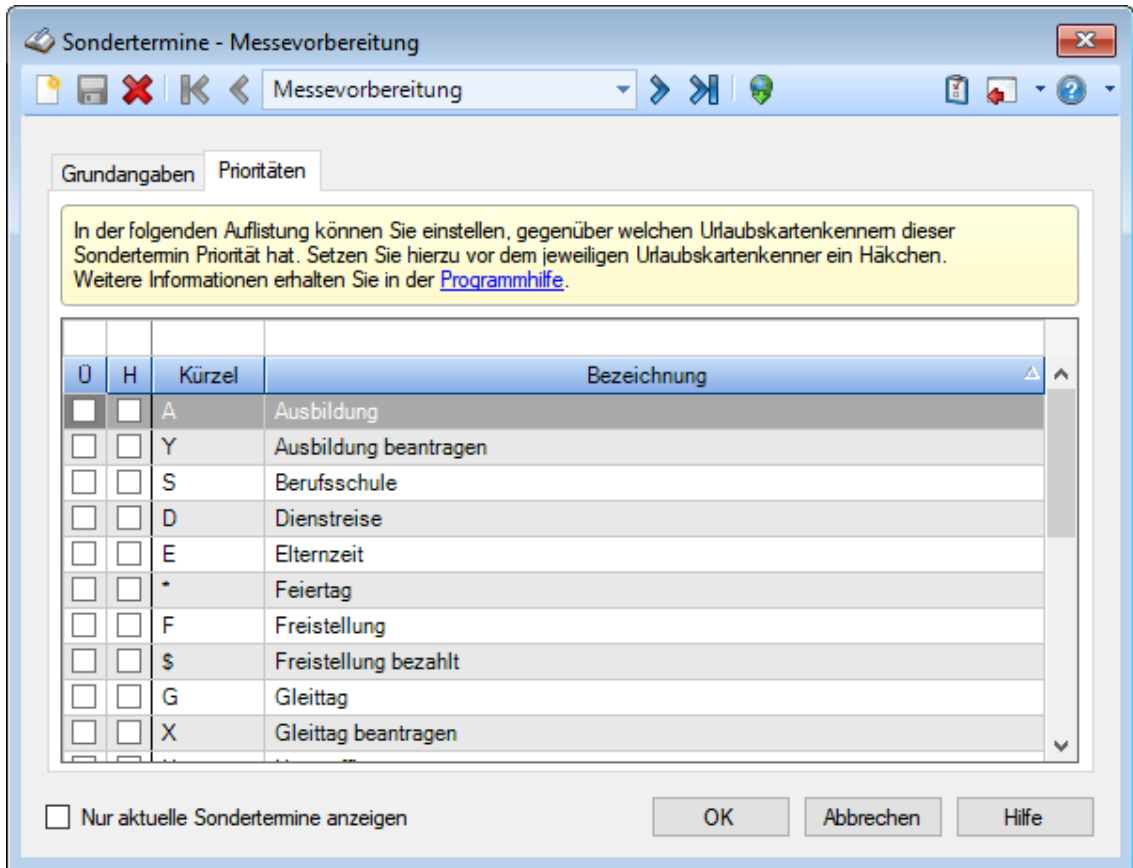 Sondertermine - Messevorbereitung
Messevorbereitung
Grundangaben Prioritäten
In der folgenden Auflistung können Sie einstellen, gegenüber welchen Urlaubskartenkennern dieser
Sondertermin Priorität hat. Setzen Sie hierzu vor dem jeweiligen Urlaubskartenkenner ein Häkchen.
Weitere Informationen erhalten Sie in der Programmhilfe.
Ü H Kürzel Bezeichnung
A Ausbildung
Y Ausbildung beantragen
S Berufsschule
D Dienstreise
E Elternzeit
* Feiertag
F Freistellung
$ Freistellung bezahlt
G Gleittag
X Gleittag beantragen
Nur aktuelle Sondertermine anzeigen OK Abbrechen Hilfe